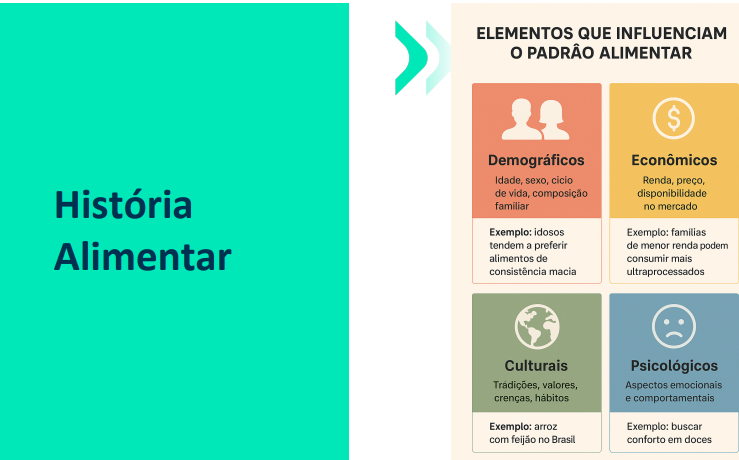 História
Alimentar
ELEMENTOS QUE INFLUENCIAM
O PADRÂO ALIMENTAR
Demográficos
Idade, sexo, ciclo
de vida, composição
familiar
Exemplo: idosos
tendem a preferir
alimentos de
consistência macia
Econômicos
Renda, preço,
disponibilidade
no mercado
Exemplo: famílias
de menor renda podem
consumir mais
ultraprocessados
Culturais
Trádições, valores,
crenças, hábitos
Exemplo: arroz
com feijão no Brasil
Psicológicos
Aspectos emocionais
e comportamentais
Exemplo: buscar
conforto em doces